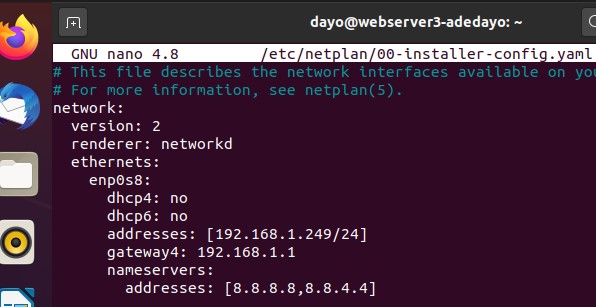 dayo@webserver3-adedayo: ~
GNU nano 4.8 /etc/netplan/00-installer-config.yaml
# This file describes the network interfaces available on you
# For more information, see netplan(5).
network:
  version: 2
  renderer: networkd
  ethernets:
    enp0s8:
      dhcp4: no
      dhcp6: no
      addresses: [192.168.1.249/24]
      gateway4: 192.168.1.1
      nameservers:
        addresses: [8.8.8.8,8.8.4.4]